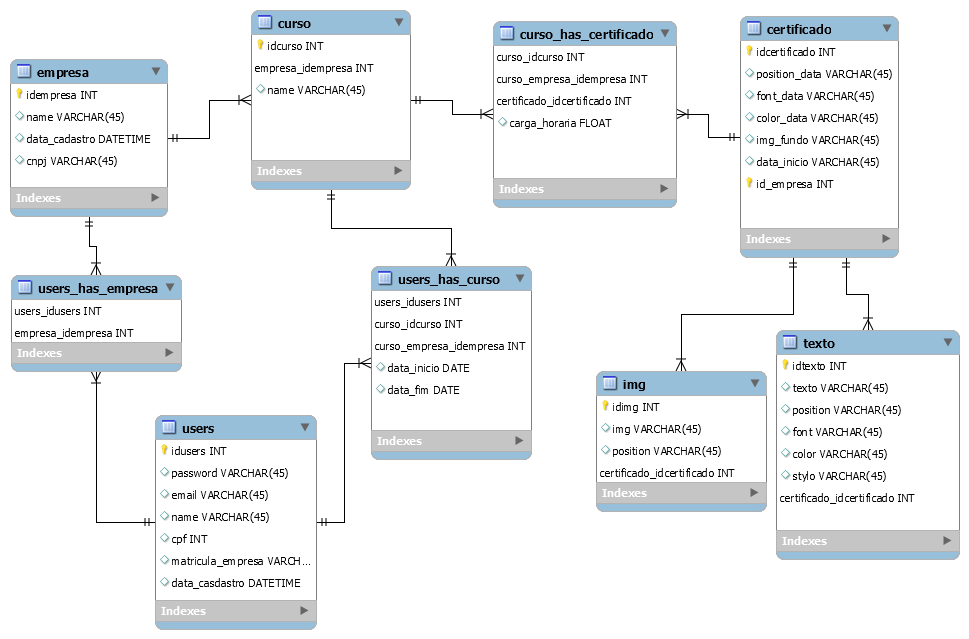 empresa
idempresa INT
name VARCHAR(45)
data_cadastro DATETIME
cnpj VARCHAR(45)
Indexes
curso
idcurso INT
empresa_idempresa INT
name VARCHAR(45)
Indexes
curso_has_certificado
curso_idcurso INT
curso_empresa_idempresa INT
certificado_idcertificado INT
carga_horaria FLOAT
Indexes
certificado
idcertificado INT
position_data VARCHAR(45)
font_data VARCHAR(45)
color_data VARCHAR(45)
img_fundo VARCHAR(45)
data_inicio VARCHAR(45)
id_empresa INT
Indexes
users_has_empresa
users_idusers INT
empresa_idempresa INT
Indexes
users_has_curso
users_idusers INT
curso_idcurso INT
curso_empresa_idempresa INT
data_inicio DATE
data_fim DATE
Indexes
users
idusers INT
password VARCHAR(45)
email VARCHAR(45)
name VARCHAR(45)
cpf INT
matricula_empresa VARCH...
data_casdastro DATETIME
Indexes
img
idimg INT
img VARCHAR(45)
position VARCHAR(45)
certificado_idcertificado INT
Indexes
texto
idtexto INT
texto VARCHAR(45)
position VARCHAR(45)
font VARCHAR(45)
color VARCHAR(45)
stylo VARCHAR(45)
certificado_idcertificado INT
Indexes